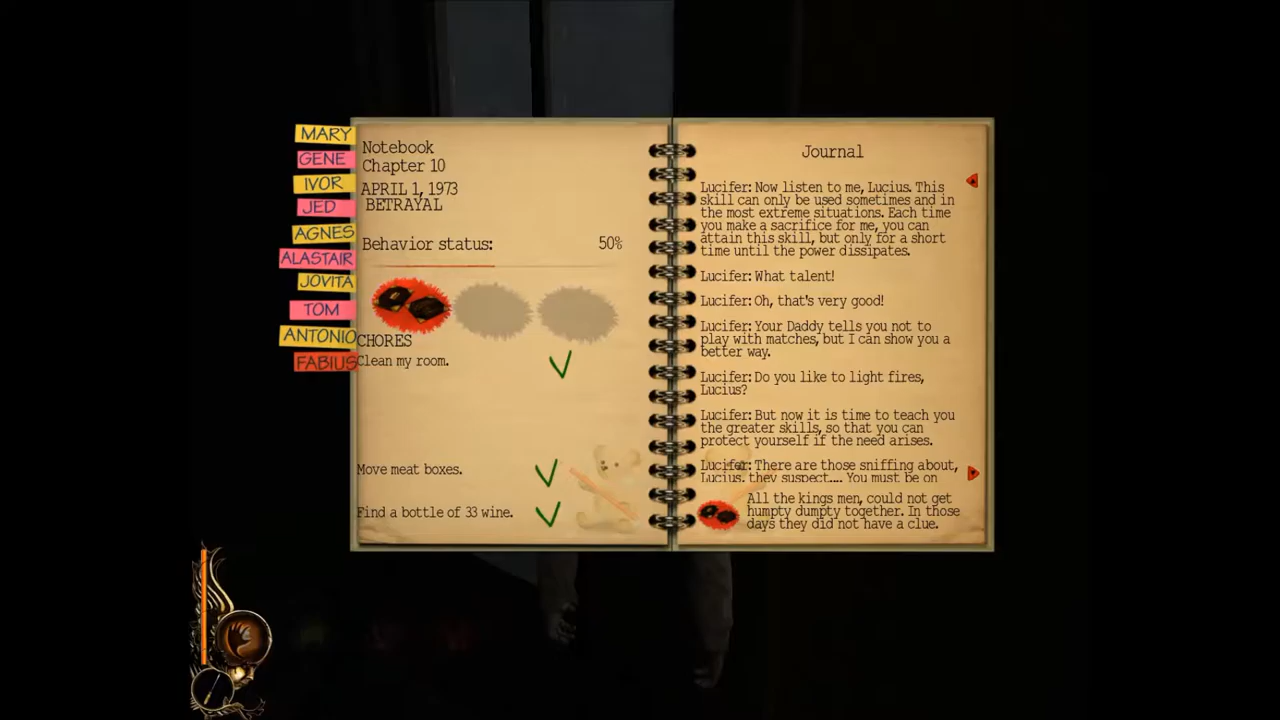 MARY
GENE
IVOR
JED
AGNES
ALASTAIR
JOVITA
TOM
ANTONIO
FABIUS
Notebook
Chapter 10
APRIL 1, 1973
BETRAYAL
Behavior status: 50%
CHORES
Clean my room.
Move meat boxes.
Find a bottle of 33 wine.
Journal
Lucifer: Now listen to me, Lucius. This
skill can only be used sometimes and in
the most extreme situations. Each time
you make a sacrifice for me, you can
attain this skill, but only for a short
time until the power dissipates.
Lucifer: What talent!
Lucifer: Oh, that's very good!
Lucifer: Your Daddy tells you not to
play with matches, but I can show you a
better way.
Lucifer: Do you like to light fires,
Lucius?
Lucifer: But now it is time to teach you
the greater skills, so that you can
protect yourself if the need arises.
Lucifer: There are those sniffing about,
Lucius, they suspect.... You must be on
All the kings men, could not get
humpty dumpty together. In those
days they did not have a clue.